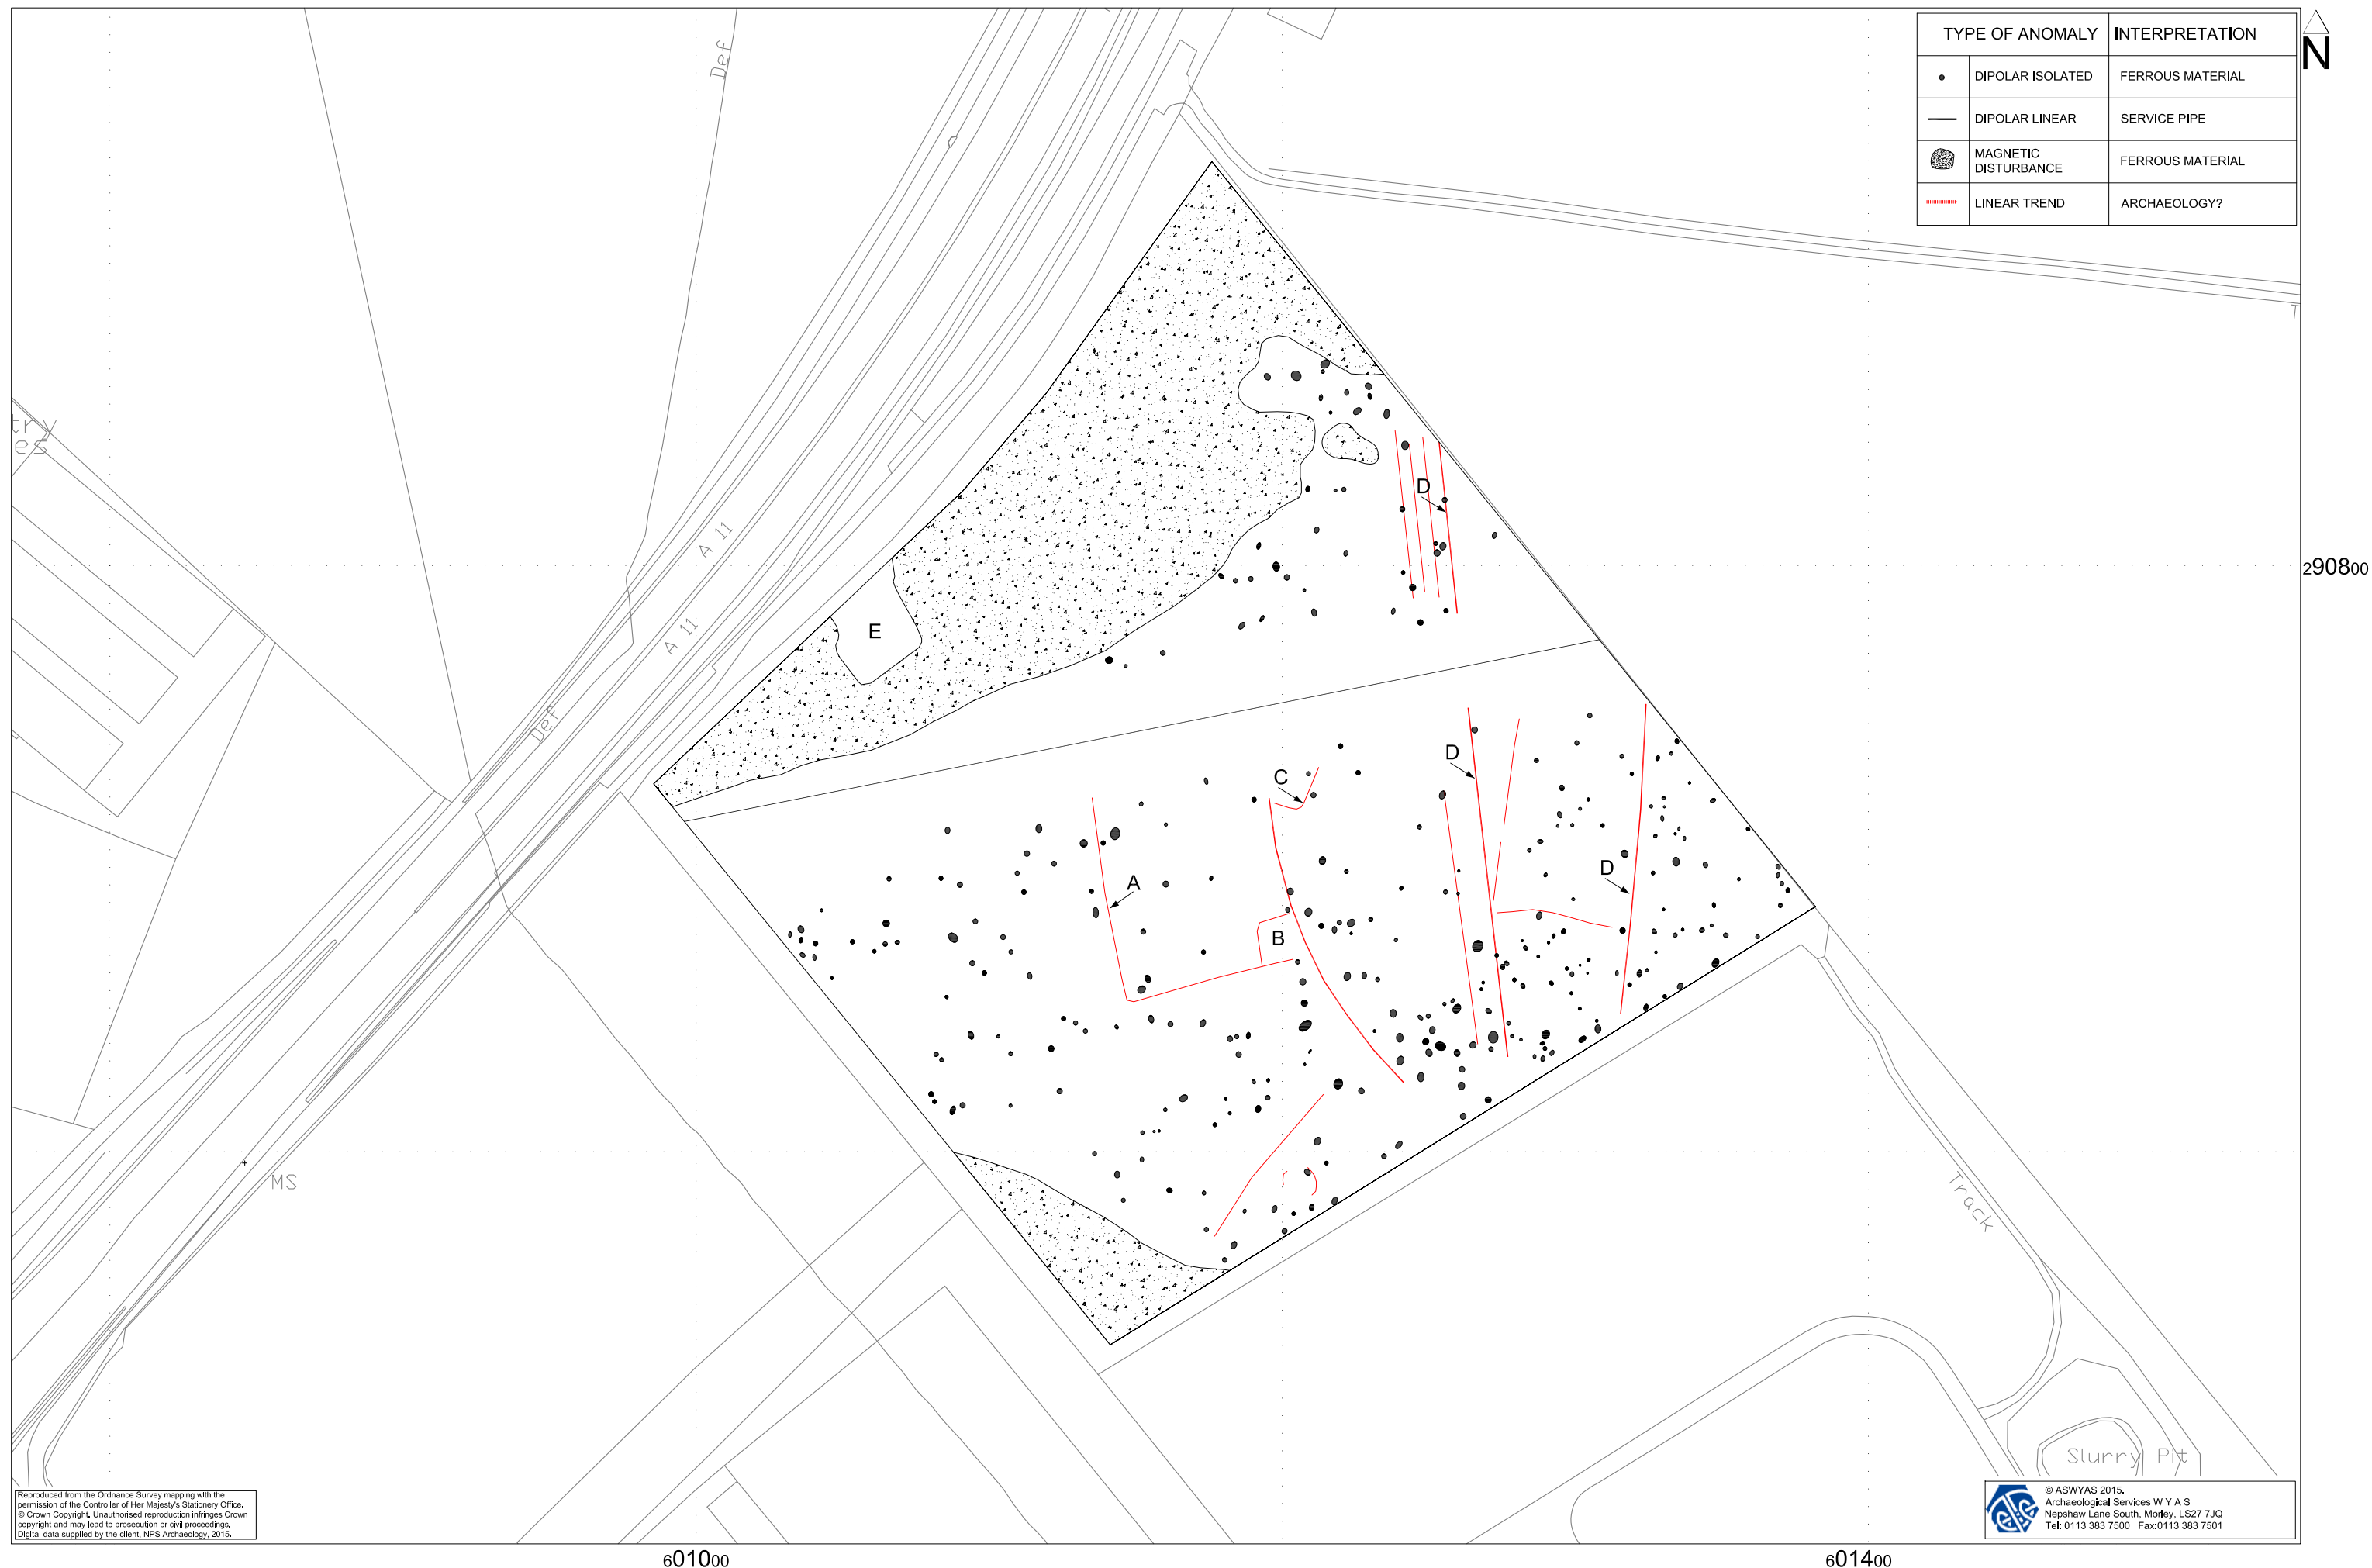 TYPE OF ANOMALY INTERPRETATION
DIPOLAR ISOLATED FERROUS MATERIAL
DIPOLAR LINEAR SERVICE PIPE
MAGNETIC
DISTURBANCE FERROUS MATERIAL
LINEAR TREND ARCHAEOLOGY?
N
Def
try
es
A 11
A 11
Def
E
D
D
D
C
A
B
29080
MS
Track
Slurry Pit
Reproduced from the Ordnance Survey mapping with the
permission of the Controller of Her Majesty's Stationery Office.
© Crown Copyright. Unauthorised reproduction infringes Crown
copyright and may lead to prosecution or civil proceedings.
Digital data supplied by the client, NPS Archaeology, 2015.
© ASWYAS 2015.
Archaeological Services W Y A S
Nepshaw Lane South, Morley, LS27 7JQ
Tel: 0113 383 7500 Fax:0113 383 7501
601000
601400